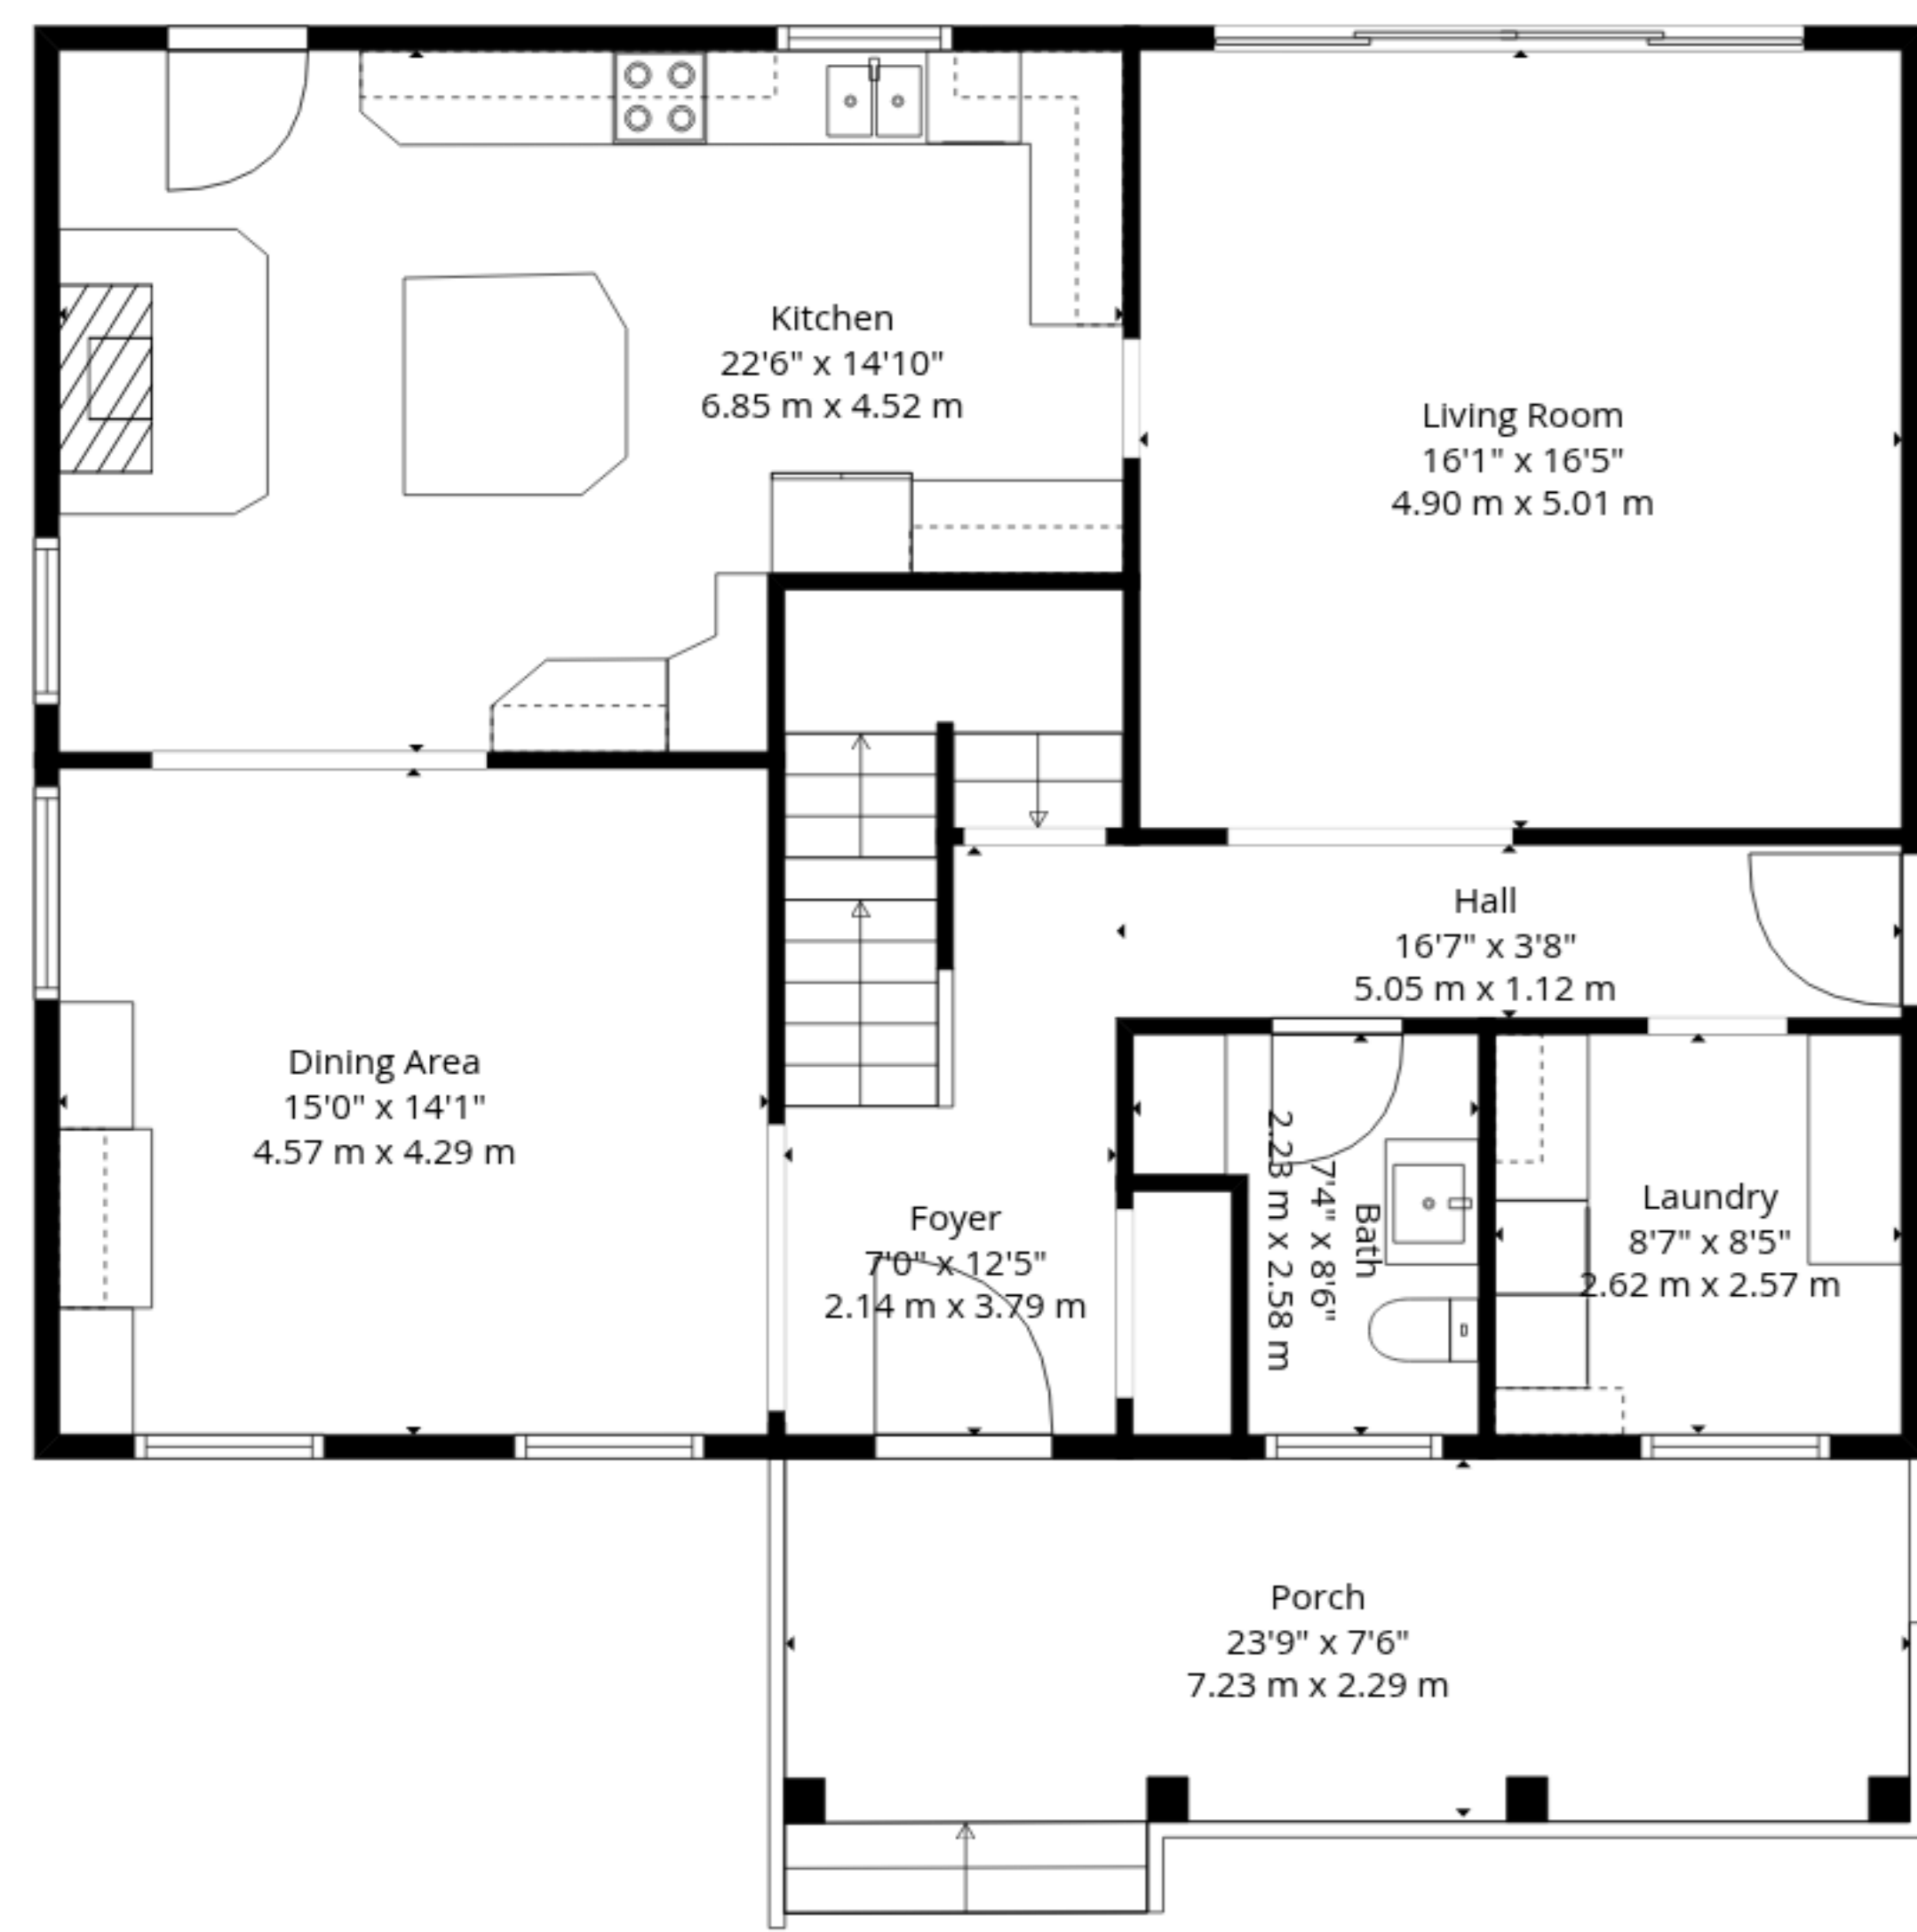 Kitchen
22'6" x 14'10"
6.85 m x 4.52 m
Living Room
16'1" x 16'5"
4.90 m x 5.01 m
Hall
16'7" x 3'8"
5.05 m x 1.12 m
Dining Area
15'0" x 14'1"
4.57 m x 4.29 m
Foyer
7'0" x 12'5"
2.14 m x 3.79 m
Bath
7'4" x 8'6"
2.23 m x 2.58 m
Laundry
8'7" x 8'5"
2.62 m x 2.57 m
Porch
23'9" x 7'6"
7.23 m x 2.29 m